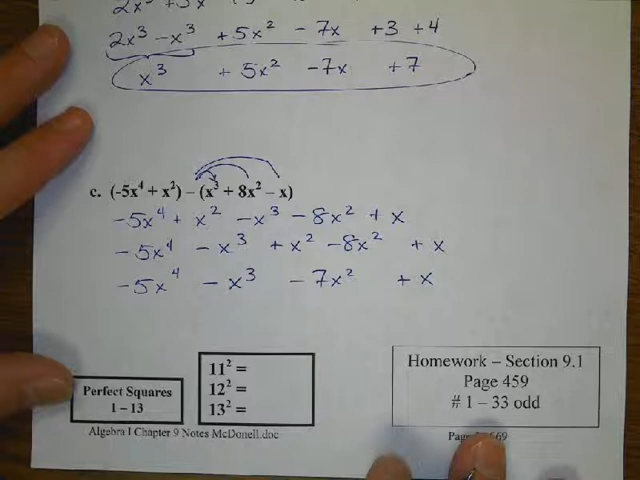 2x³ - x³ + 5x² - 7x + 3 + 4
x³ + 5x² - 7x + 7
c. (-5x⁴ + x²) – (x³ + 8x² – x)
-5x⁴ + x² - x³ - 8x² + x
-5x⁴ - x³ + x² - 8x² + x
-5x⁴ - x³ - 7x² + x
Perfect Squares
1 – 13
11² =
12² =
13² =
Homework – Section 9.1
Page 459
# 1 – 33 odd
Algebra I Chapter 9 Notes McDonell.doc